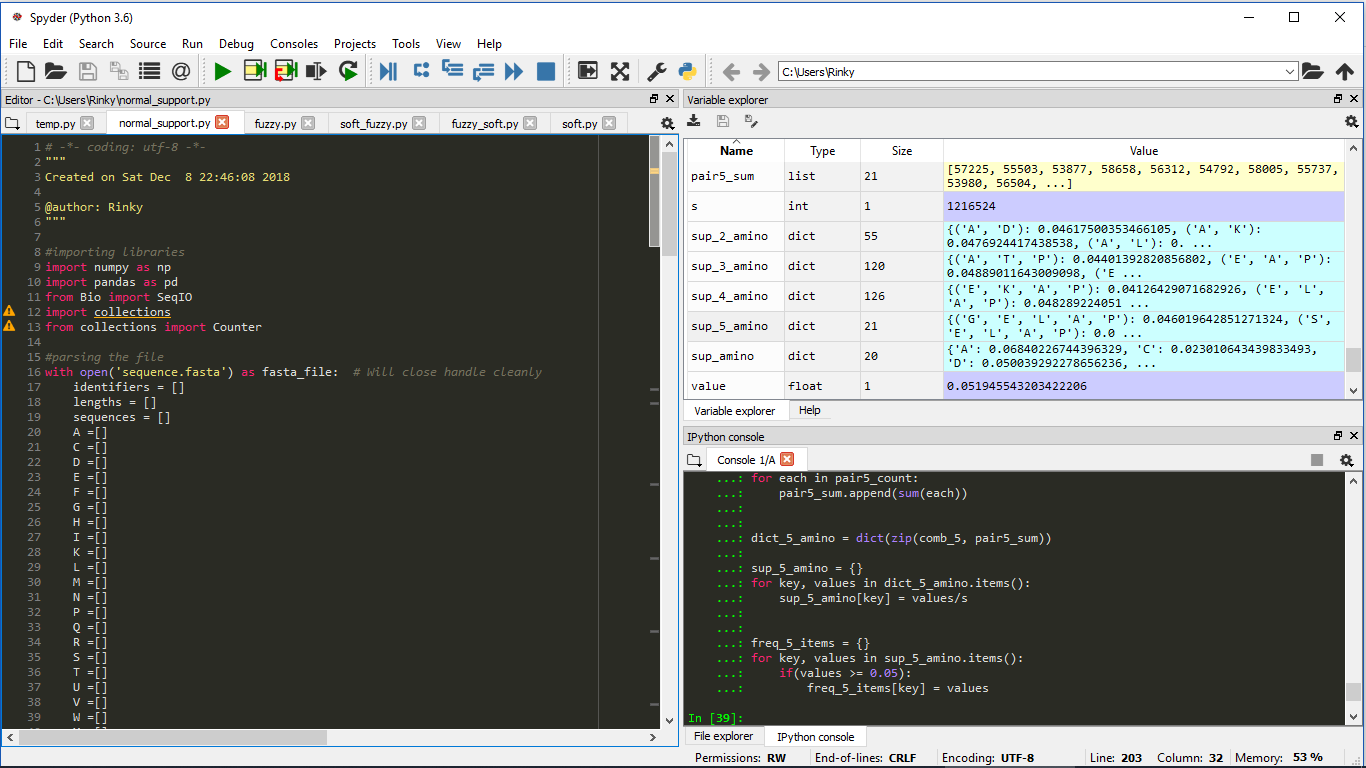 Spyder (Python 3.6)
File Edit Search Source Run Debug Consoles Projects Tools View Help
C:\Users\Rinky
Editor - C:\Users\Rinky\normal_support.py
temp.py normal_support.py fuzzy.py soft_fuzzy.py fuzzy_soft.py soft.py
1 # -*- coding: utf-8 -*-
2 """
3 Created on Sat Dec  8 22:46:08 2018
4
5 @author: Rinky
6 """
7
8 #importing libraries
9 import numpy as np
10 import pandas as pd
11 from Bio import SeqIO
12 import collections
13 from collections import Counter
14
15 #parsing the file
16 with open('sequence.fasta') as fasta_file:  # Will close handle cleanly
17     identifiers = []
18     lengths = []
19     sequences = []
20     A =[]
21     C =[]
22     D =[]
23     E =[]
24     F =[]
25     G =[]
26     H =[]
27     I =[]
28     K =[]
29     L =[]
30     M =[]
31     N =[]
32     P =[]
33     Q =[]
34     R =[]
35     S =[]
36     T =[]
37     U =[]
38     V =[]
39     W =[]
Variable explorer
Name Type Size Value
pair5_sum list 21 [57225, 55503, 53877, 58658, 56312, 54792, 58005, 55737,
53980, 56504, ...]
s int 1 1216524
sup_2_amino dict 55 {('A', 'D'): 0.04617500353466105, ('A', 'K'):
0.0476924417438538, ('A', 'L'): 0. ...
sup_3_amino dict 120 {('A', 'T', 'P'): 0.04401392820856802, ('E', 'A', 'P'):
0.04889011643009098, ('E ...
sup_4_amino dict 126 {('E', 'K', 'A', 'P'): 0.04126429071682926, ('E', 'L',
'A', 'P'): 0.048289224051 ...
sup_5_amino dict 21 {('G', 'E', 'L', 'A', 'P'): 0.046019642851271324, ('S',
'E', 'L', 'A', 'P'): 0.0 ...
sup_amino dict 20 {'A': 0.06840226744396329, 'C': 0.023010643439833493,
'D': 0.050039292278656236, ...
value float 1 0.051945543203422206
Variable explorer Help
IPython console
Console 1/A
...: for each in pair5_count:
...:     pair5_sum.append(sum(each))
...:
...:
...: dict_5_amino = dict(zip(comb_5, pair5_sum))
...:
...: sup_5_amino = {}
...: for key, values in dict_5_amino.items():
...:     sup_5_amino[key] = values/s
...:
...:
...: freq_5_items = {}
...: for key, values in sup_5_amino.items():
...:     if(values >= 0.05):
...:         freq_5_items[key] = values
In [39]:
File explorer IPython console
Permissions: RW End-of-lines: CRLF Encoding: UTF-8 Line: 203 Column: 32 Memory: 53 %